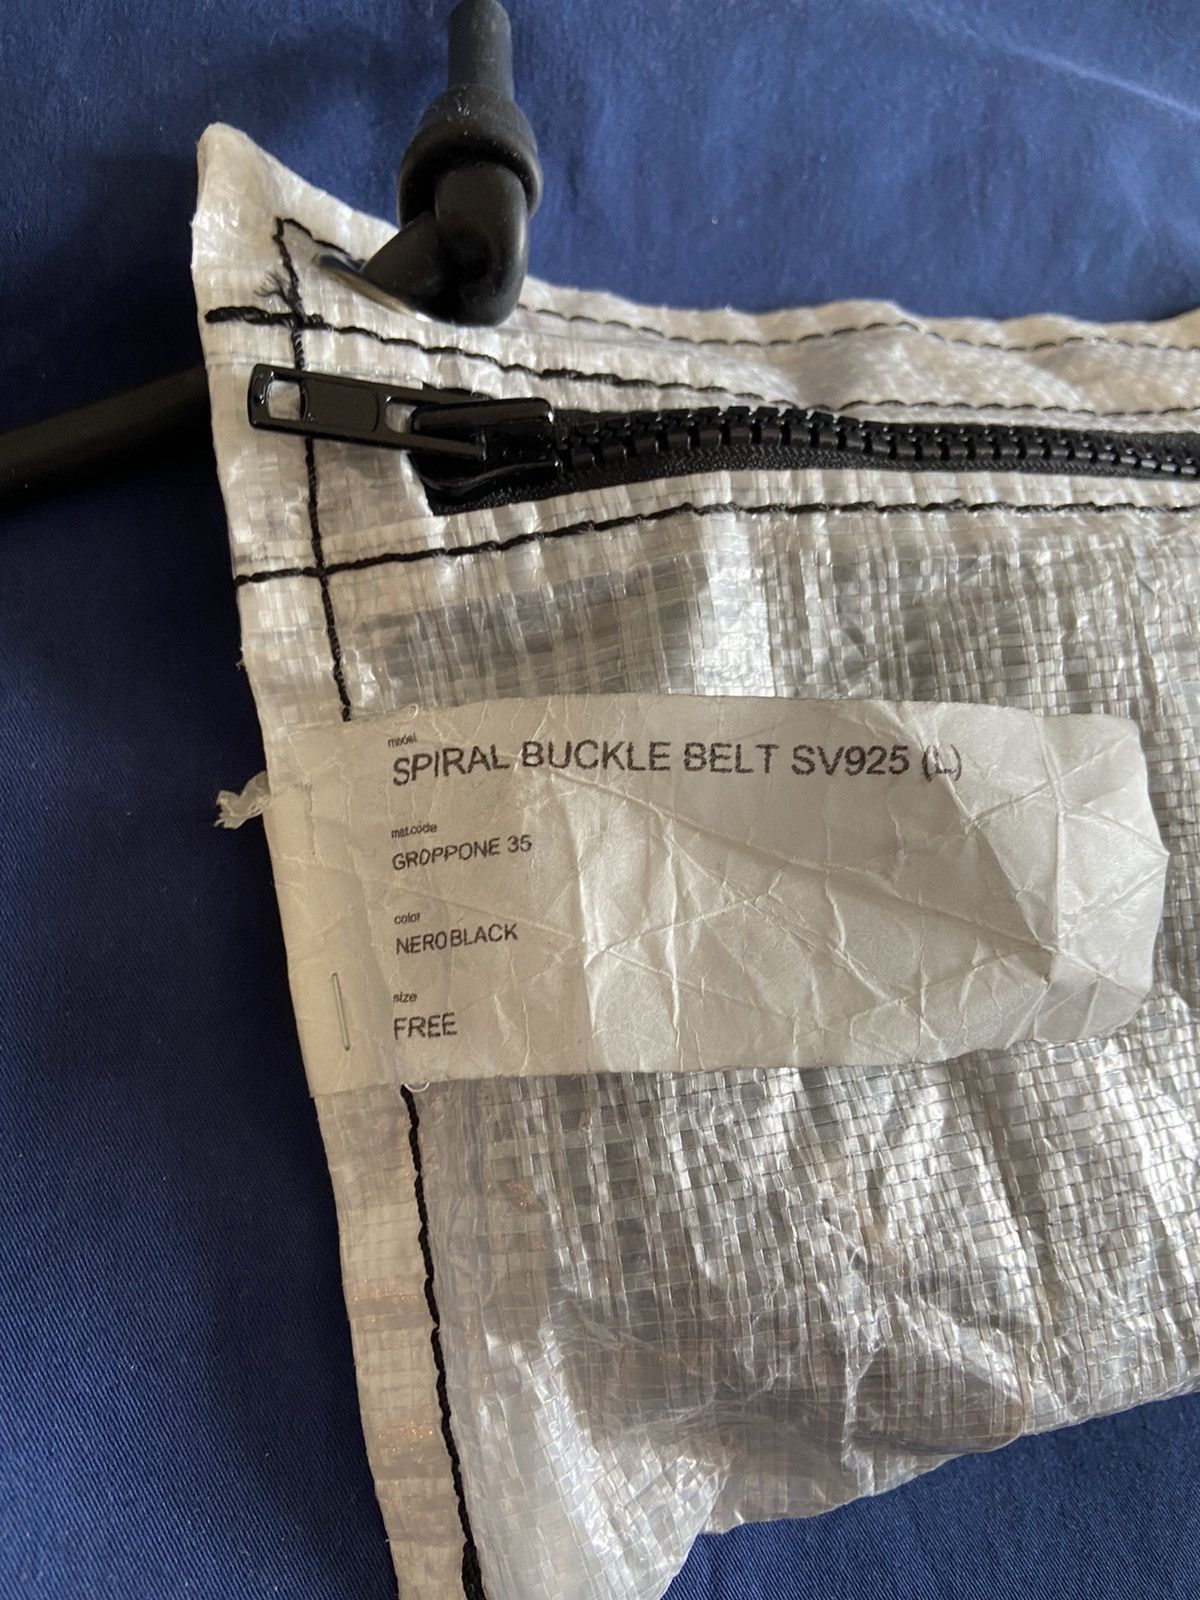 model
SPIRAL BUCKLE BELT SV925 (L)
mat.code
GROPPONE 35
color
NERO BLACK
size
FREE